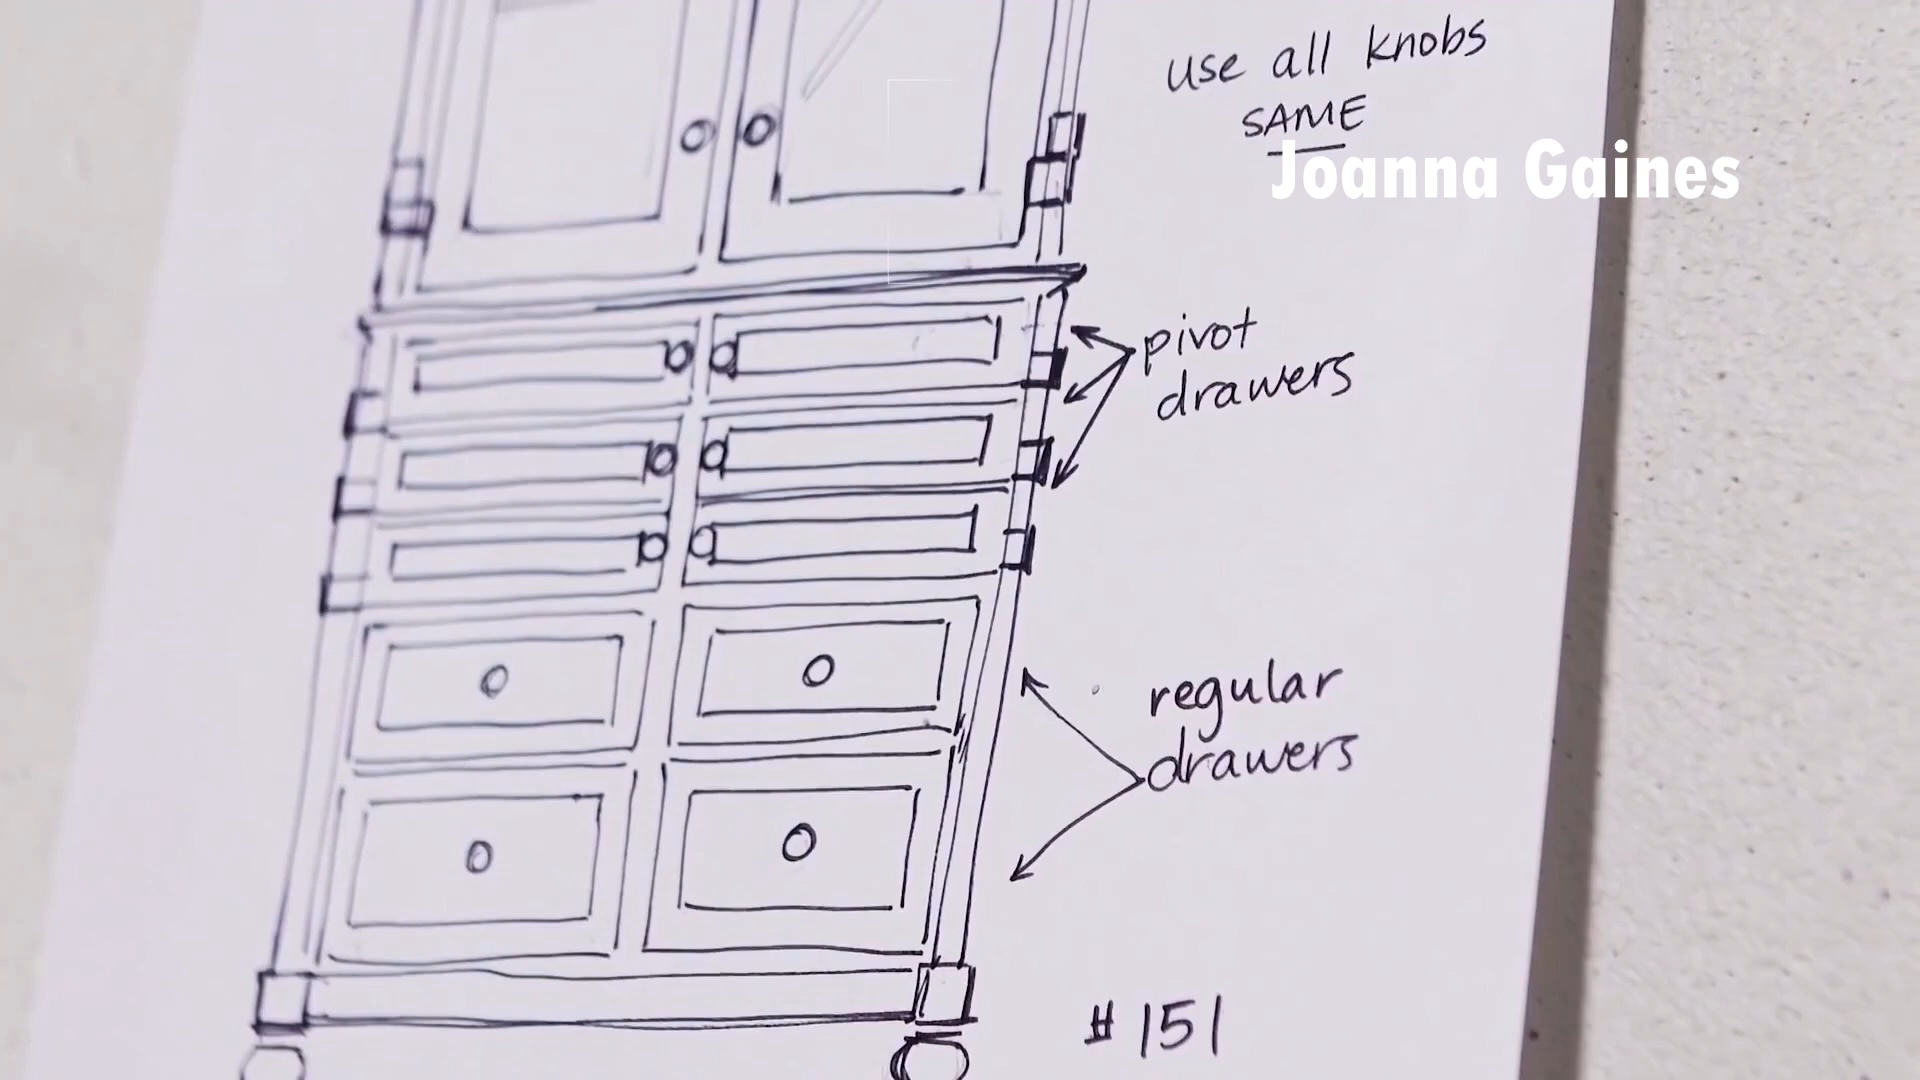 use all knobs
SAME
Joanna Gaines
pivot
drawers
regular
drawers
#151